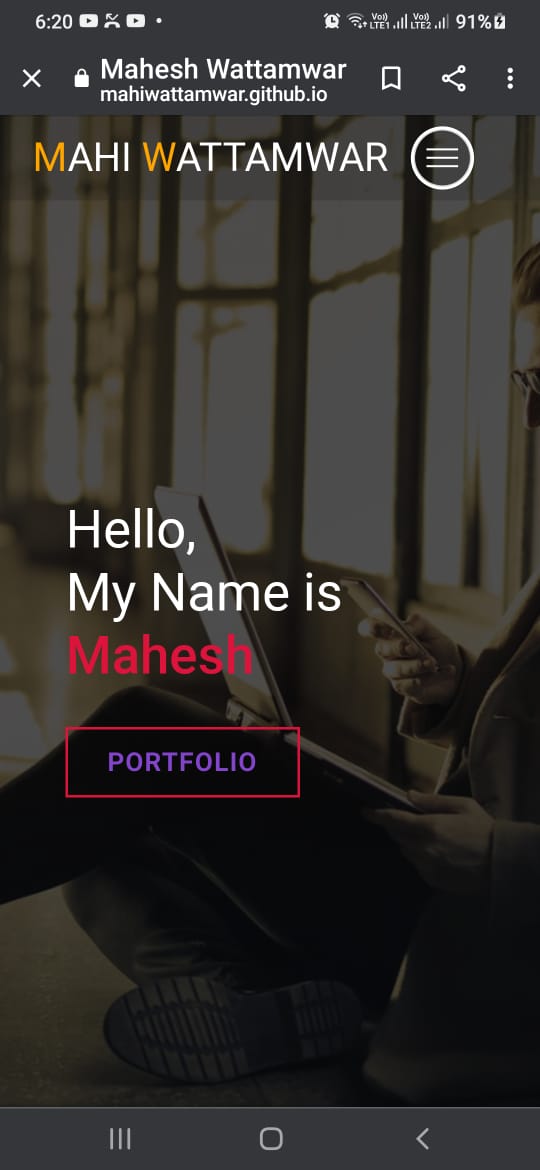 6:20
Vo)) Vo))
LTE1 LTE2 91%
Mahesh Wattamwar
mahiwattamwar.github.io
MAHI WATTAMWAR
Hello,
My Name is
Mahesh
PORTFOLIO